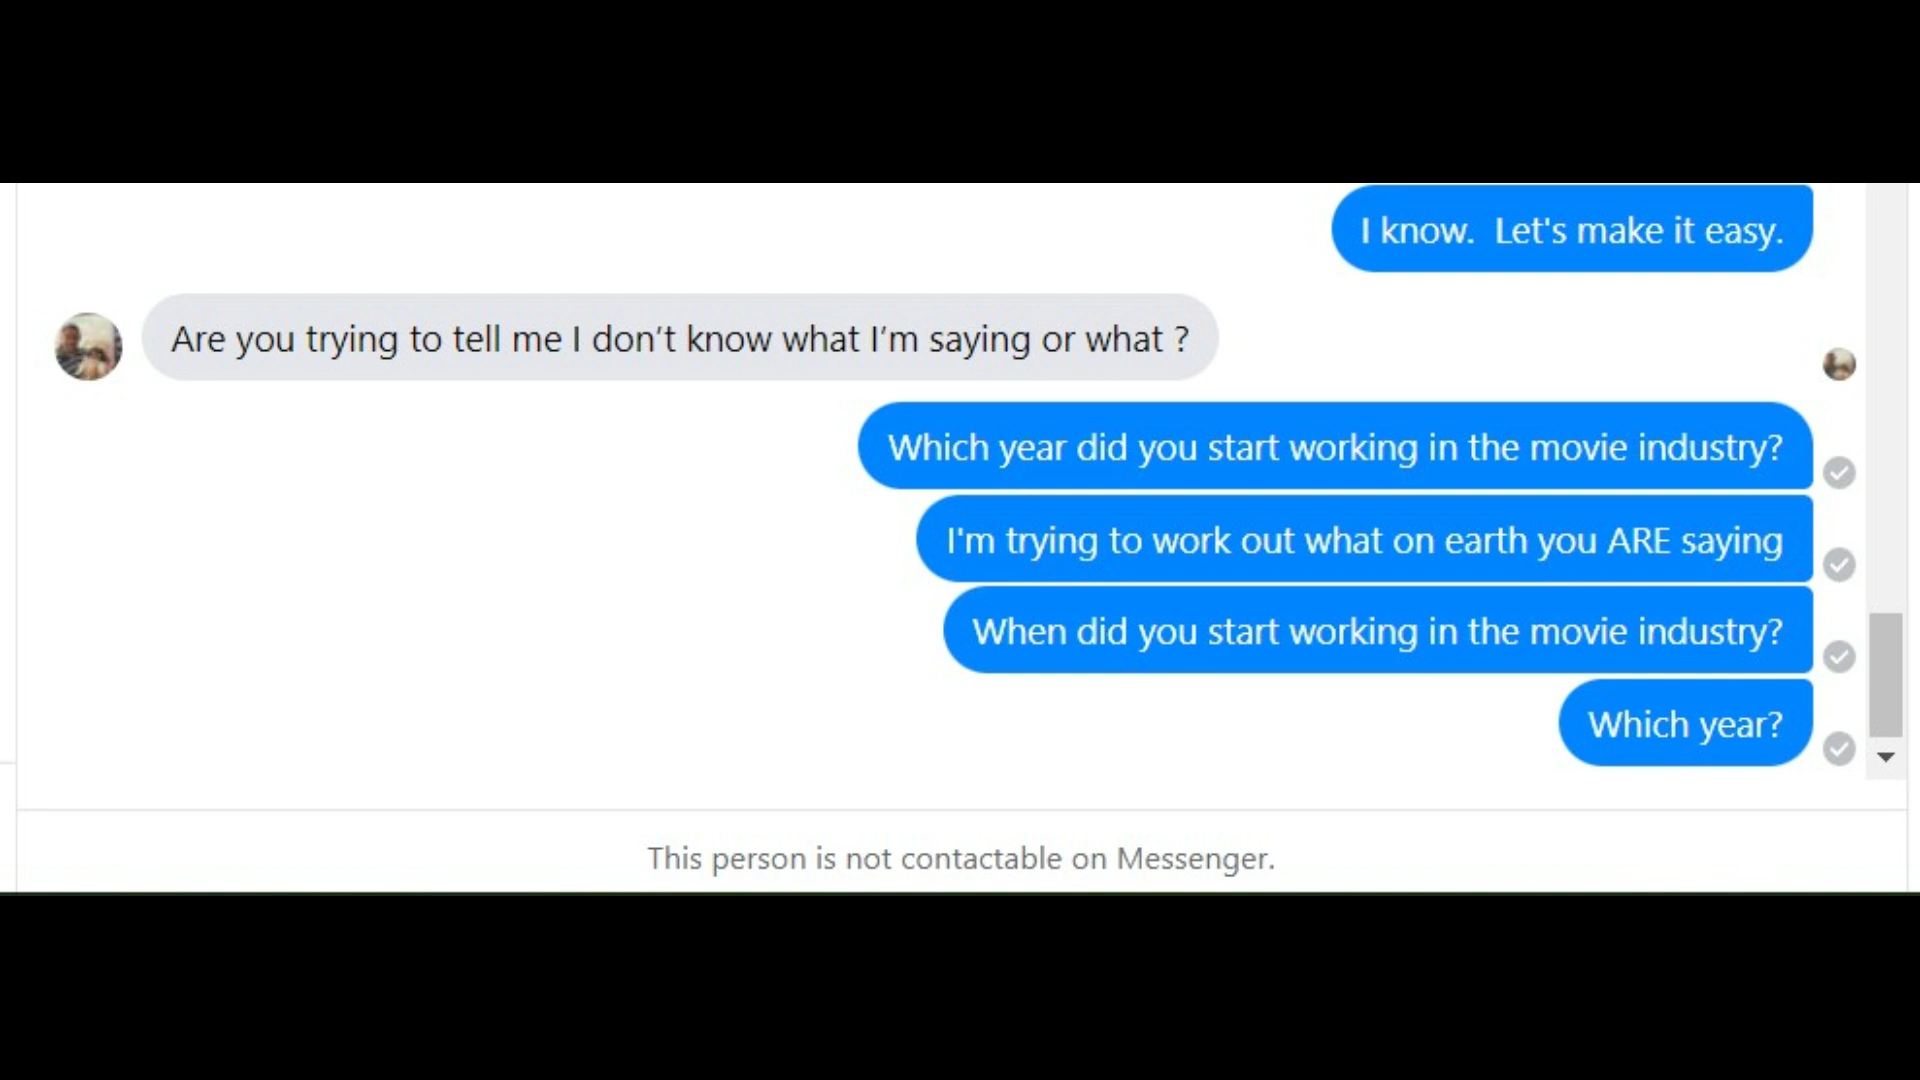 I know.  Let's make it easy.
Are you trying to tell me I don’t know what I’m saying or what ?
Which year did you start working in the movie industry?
I'm trying to work out what on earth you ARE saying
When did you start working in the movie industry?
Which year?
This person is not contactable on Messenger.